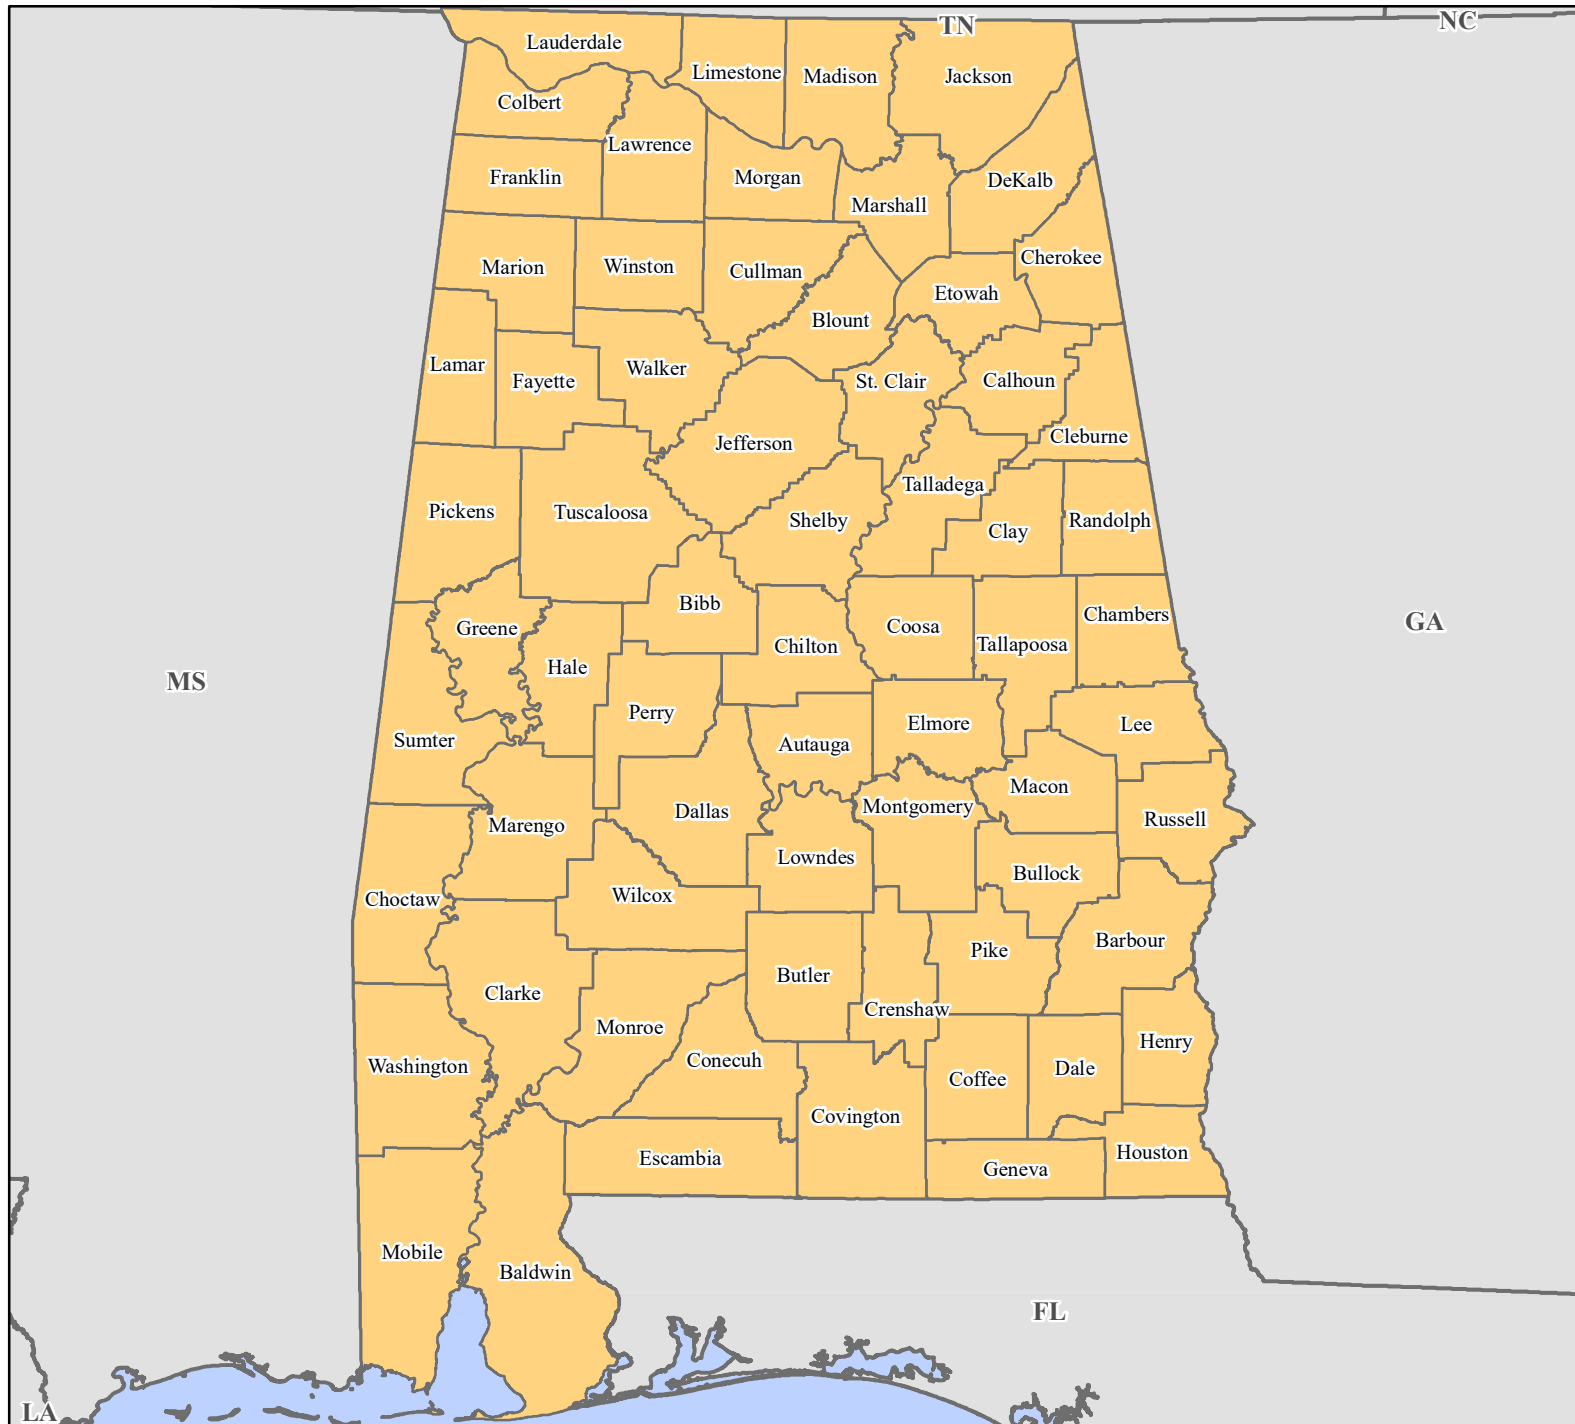 TN
NC
Lauderdale
Limestone
Madison
Jackson
Colbert
Lawrence
Franklin
Morgan
DeKalb
Marshall
Cherokee
Marion
Winston
Cullman
Etowah
Blount
Lamar
Walker
Fayette
St. Clair
Calhoun
Cleburne
Jefferson
Talladega
Pickens
Tuscaloosa
Shelby
Randolph
Clay
Bibb
Chambers
Greene
Coosa
GA
Chilton
Tallapoosa
Hale
MS
Perry
Elmore
Lee
Sumter
Autauga
Macon
Montgomery
Dallas
Russell
Marengo
Lowndes
Bullock
Wilcox
Choctaw
Barbour
Pike
Butler
Clarke
Crenshaw
Monroe
Henry
Conecuh
Washington
Dale
Coffee
Covington
Houston
Escambia
Geneva
Mobile
Baldwin
FL
LA